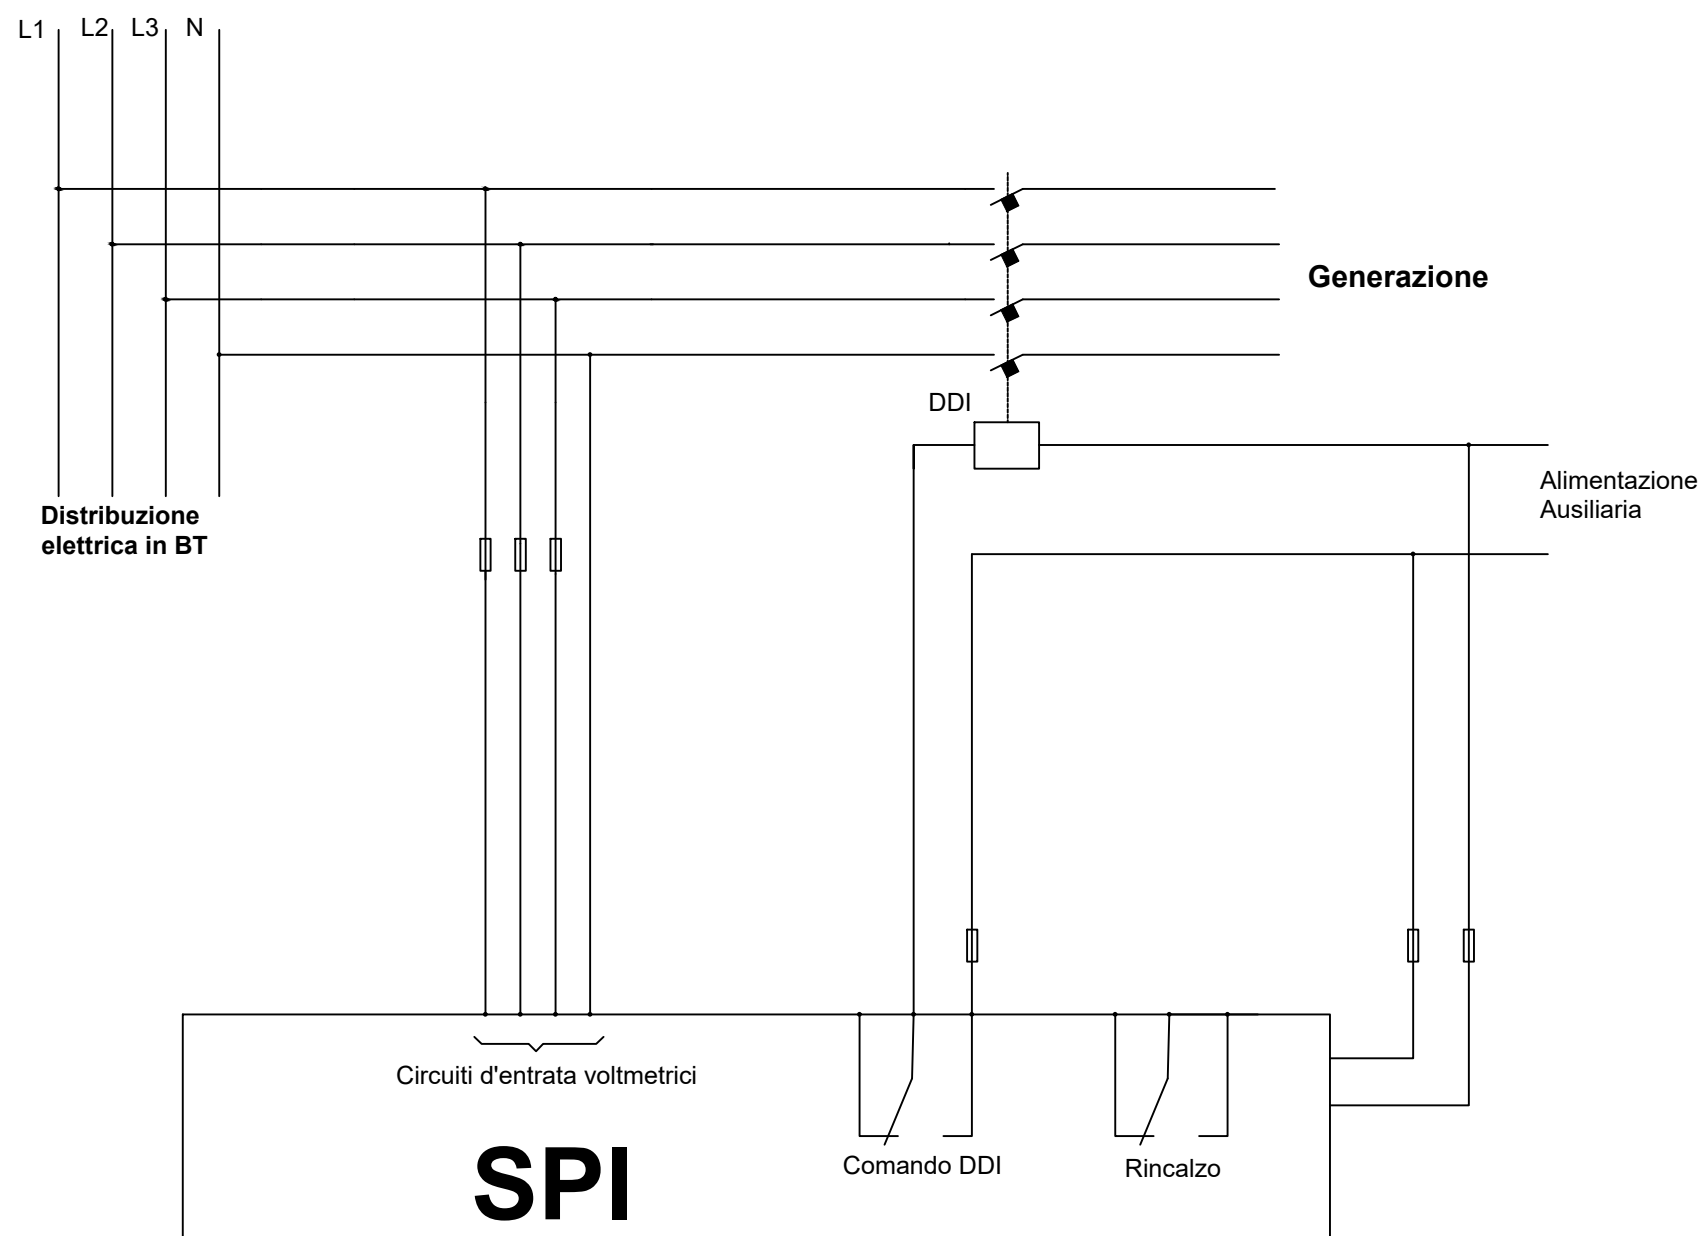 L1 L2 L3 N
Generazione
DDI
Alimentazione
Ausiliaria
Distribuzione
elettrica in BT
Circuiti d'entrata voltmetrici
SPI
Comando DDI
Rincalzo